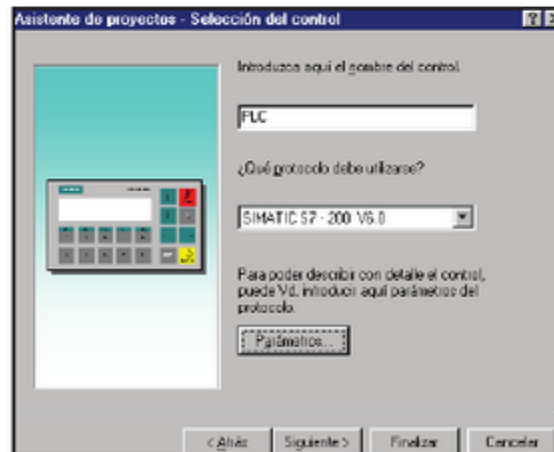 Asistente de proyectos - Selección del control
Introduzca aquí el nombre del control.
PLC
¿Qué protocolo debe utilizarse?
SIMATIC S7 - 200 V6.0
Para poder describir con detalle el control,
puede Vd. introducir aquí parámetros del
protocolo.
Parámetros...
< Atrás
Siguiente >
Finalizar
Cancelar